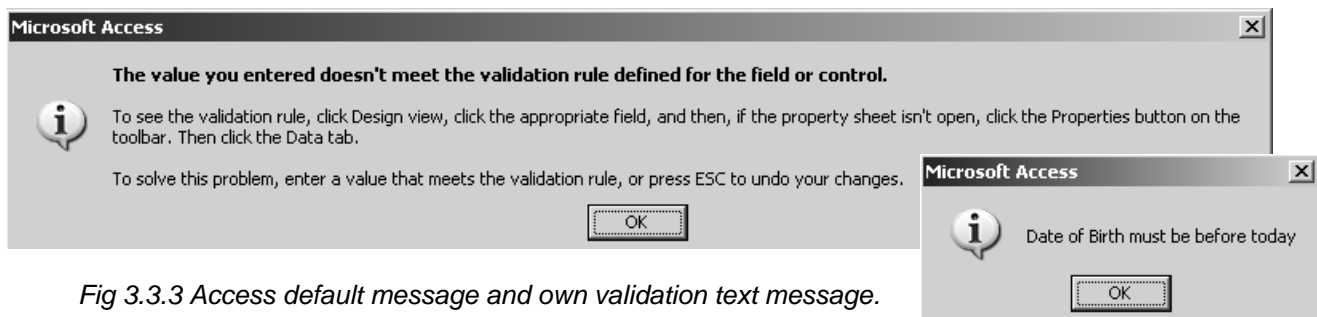 Microsoft Access
The value you entered doesn't meet the validation rule defined for the field or control.
To see the validation rule, click Design view, click the appropriate field, and then, if the property sheet isn't open, click the Properties button on the
toolbar. Then click the Data tab.
To solve this problem, enter a value that meets the validation rule, or press ESC to undo your changes.
OK
Microsoft Access
Date of Birth must be before today
OK
Fig 3.3.3 Access default message and own validation text message.